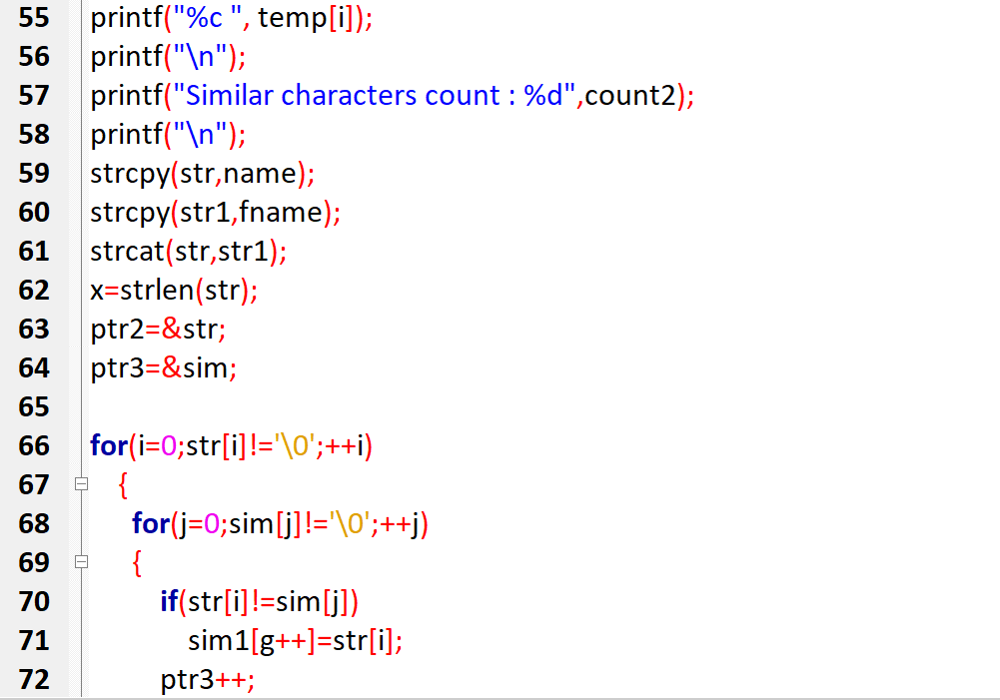 55 printf("%c ", temp[i]);
56 printf("\n");
57 printf("Similar characters count : %d",count2);
58 printf("\n");
59 strcpy(str,name);
60 strcpy(str1,fname);
61 strcat(str,str1);
62 x=strlen(str);
63 ptr2=&str;
64 ptr3=&sim;
65
66 for(i=0;str[i]!='\0';++i)
67 {
68 for(j=0;sim[j]!='\0';++j)
69 {
70 if(str[i]!=sim[j])
71 sim1[g++]=str[i];
72 ptr3++;